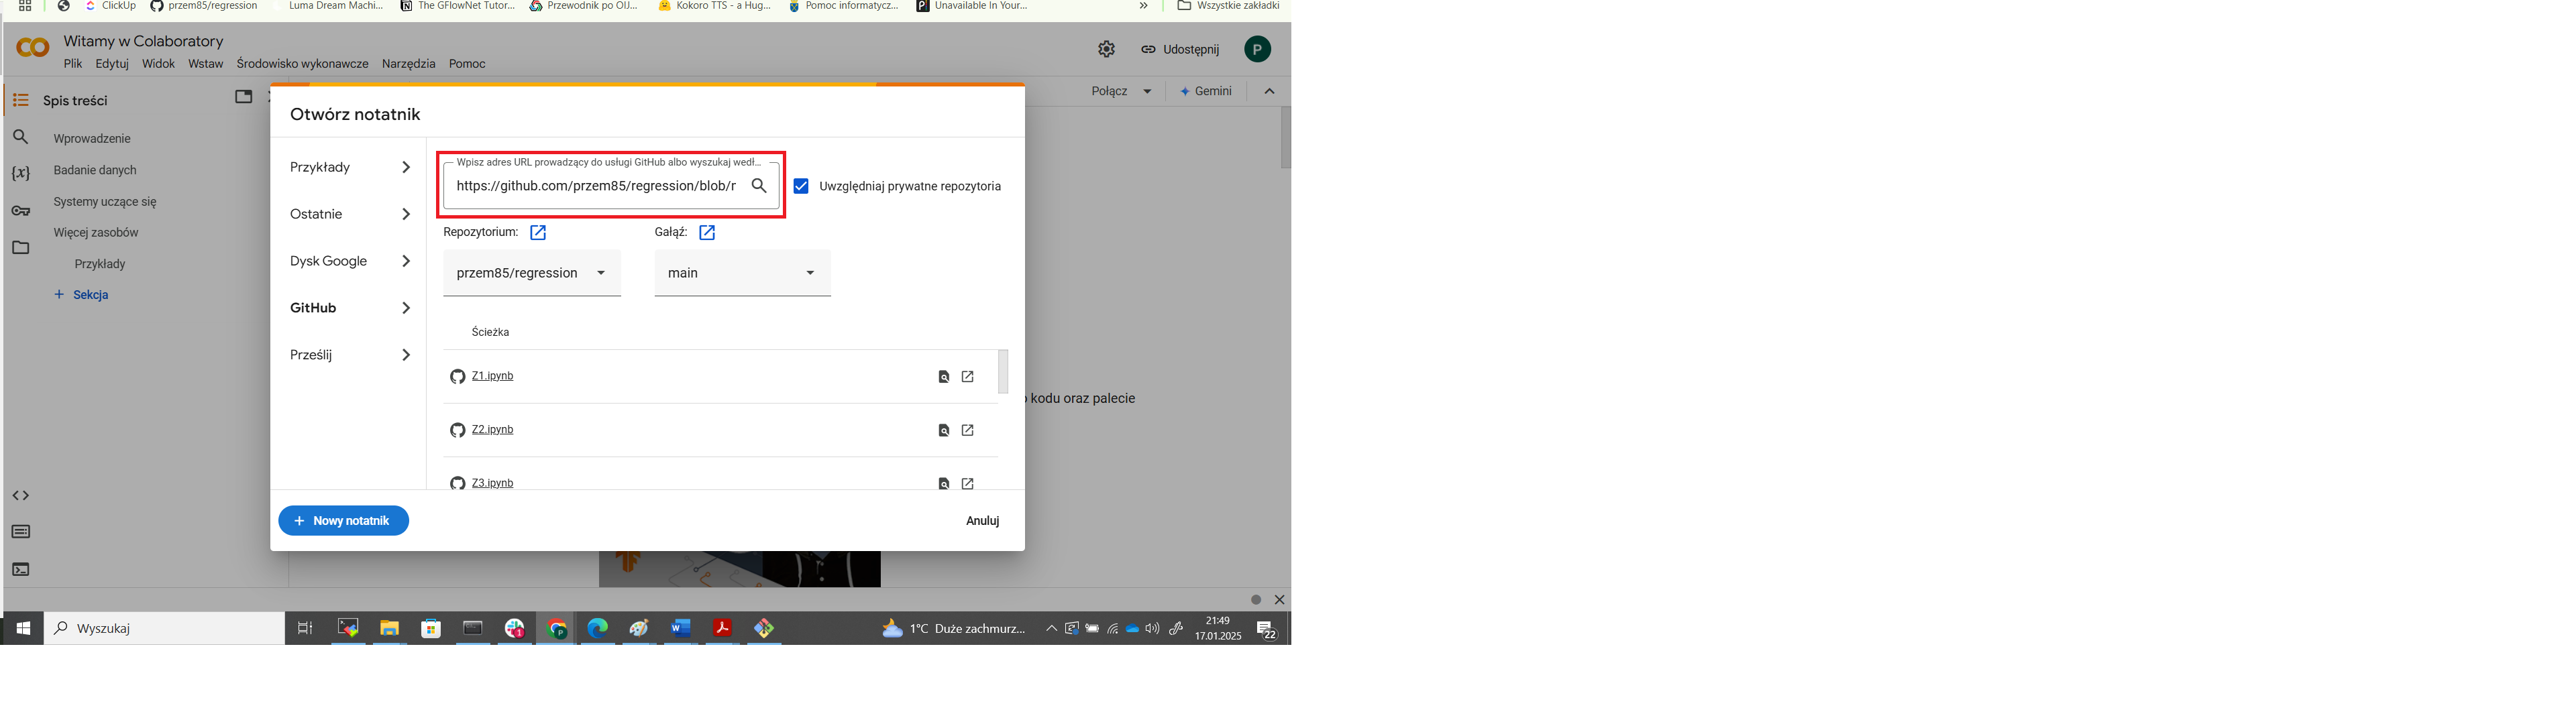 ClickUp przem85/regression Luma Dream Machi... The GFlowNet Tutor... Przewodnik po OIJ... Kokoro TTS - a Hug... Pomoc informatycz... Unavailable In Your... » Wszystkie zakładki
Witamy w Colaboratory
Udostępnij P
Plik Edytuj Widok Wstaw Środowisko wykonawcze Narzędzia Pomoc
Spis treści
Połącz Gemini
Otwórz notatnik
Wprowadzenie
Badanie danych
{x}
Systemy uczące się
Więcej zasobów
Przykłady
+ Sekcja
Przykłady
Ostatnie
Dysk Google
GitHub
Prześlij
Wpisz adres URL prowadzący do usługi GitHub albo wyszukaj wedł...
https://github.com/przem85/regression/blob/r
Uwzględniaj prywatne repozytoria
Repozytorium: Gałąź:
przem85/regression main
Ścieżka
Z1.ipynb
Z2.ipynb
Z3.ipynb
kodu oraz palecie
+ Nowy notatnik Anuluj
Wyszukaj
1 P
1°C Duże zachmurz...
21:49
17.01.2025
22